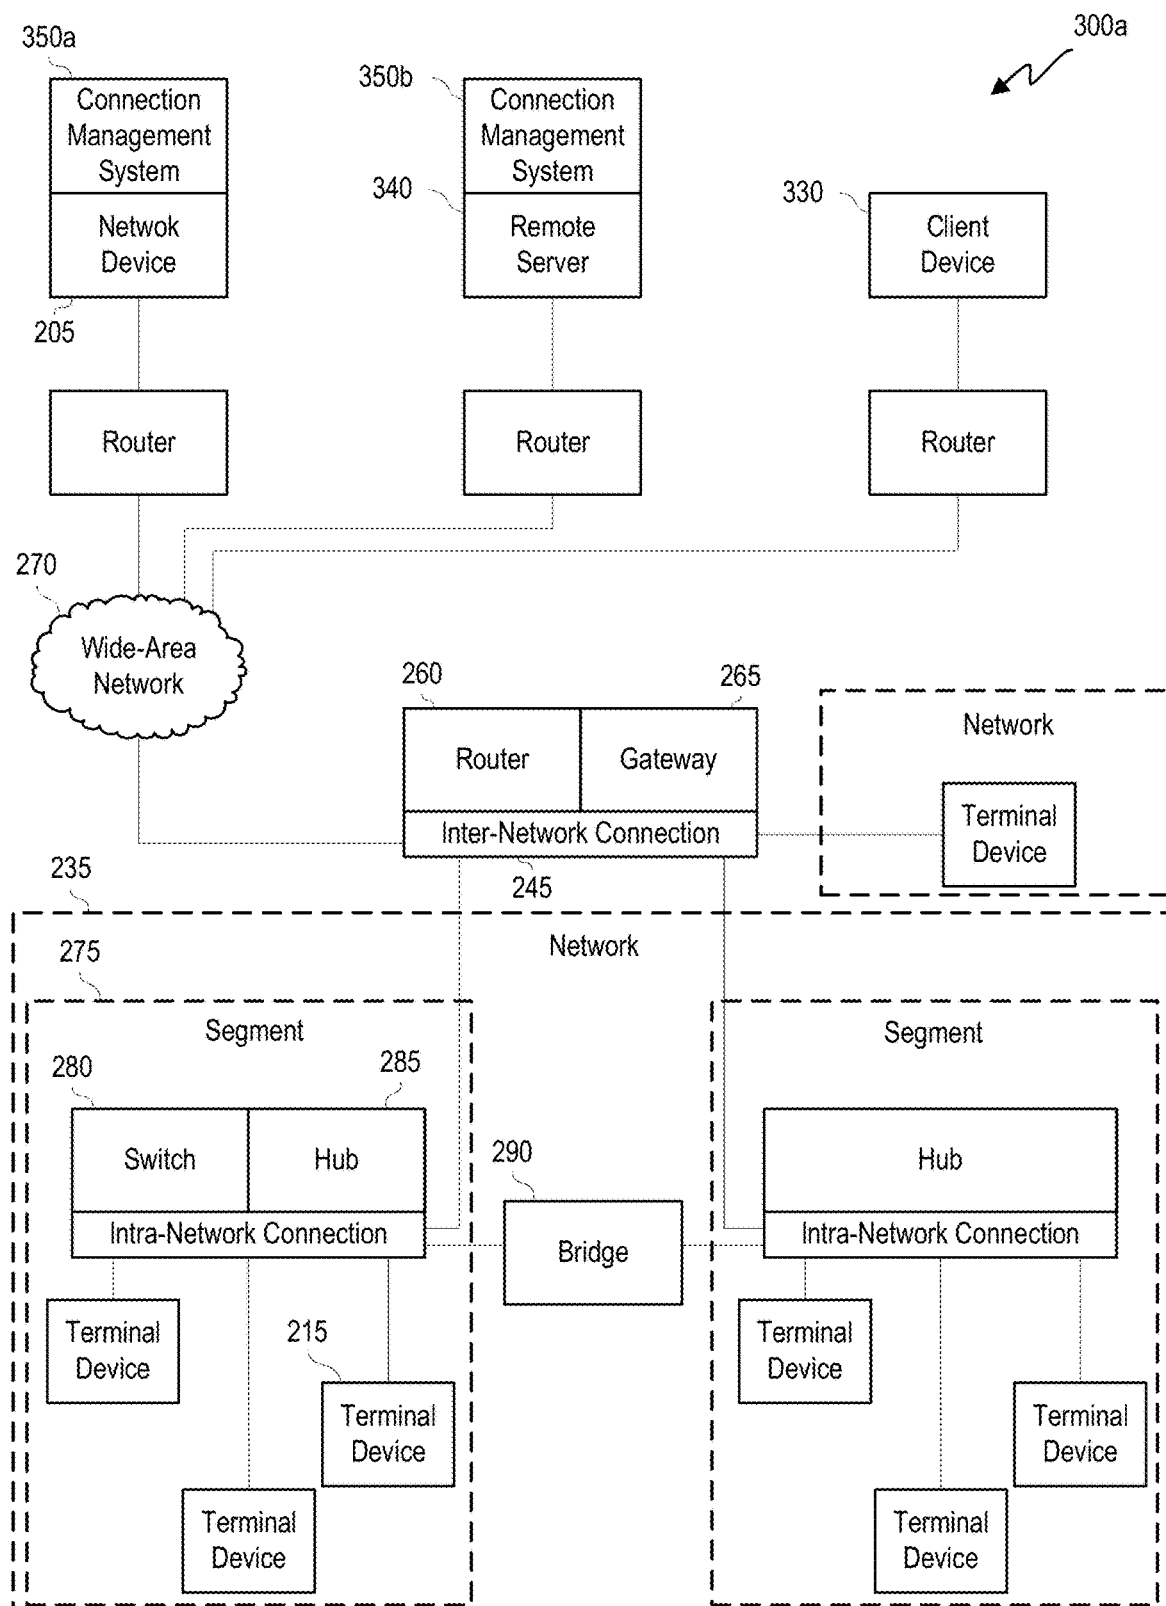 300a
350a
Connection
Management
System
Netwok
Device
205
350b
Connection
Management
System
340
Remote
Server
330
Client
Device
Router
Router
Router
270
Wide-Area
Network
260
265
Router
Gateway
Inter-Network Connection
245
Network
Terminal
Device
235
Network
275
Segment
280
285
Switch
Hub
Intra-Network Connection
290
Bridge
Segment
Hub
Intra-Network Connection
Terminal
Device
215
Terminal
Device
Terminal
Device
Terminal
Device
Terminal
Device
Terminal
Device